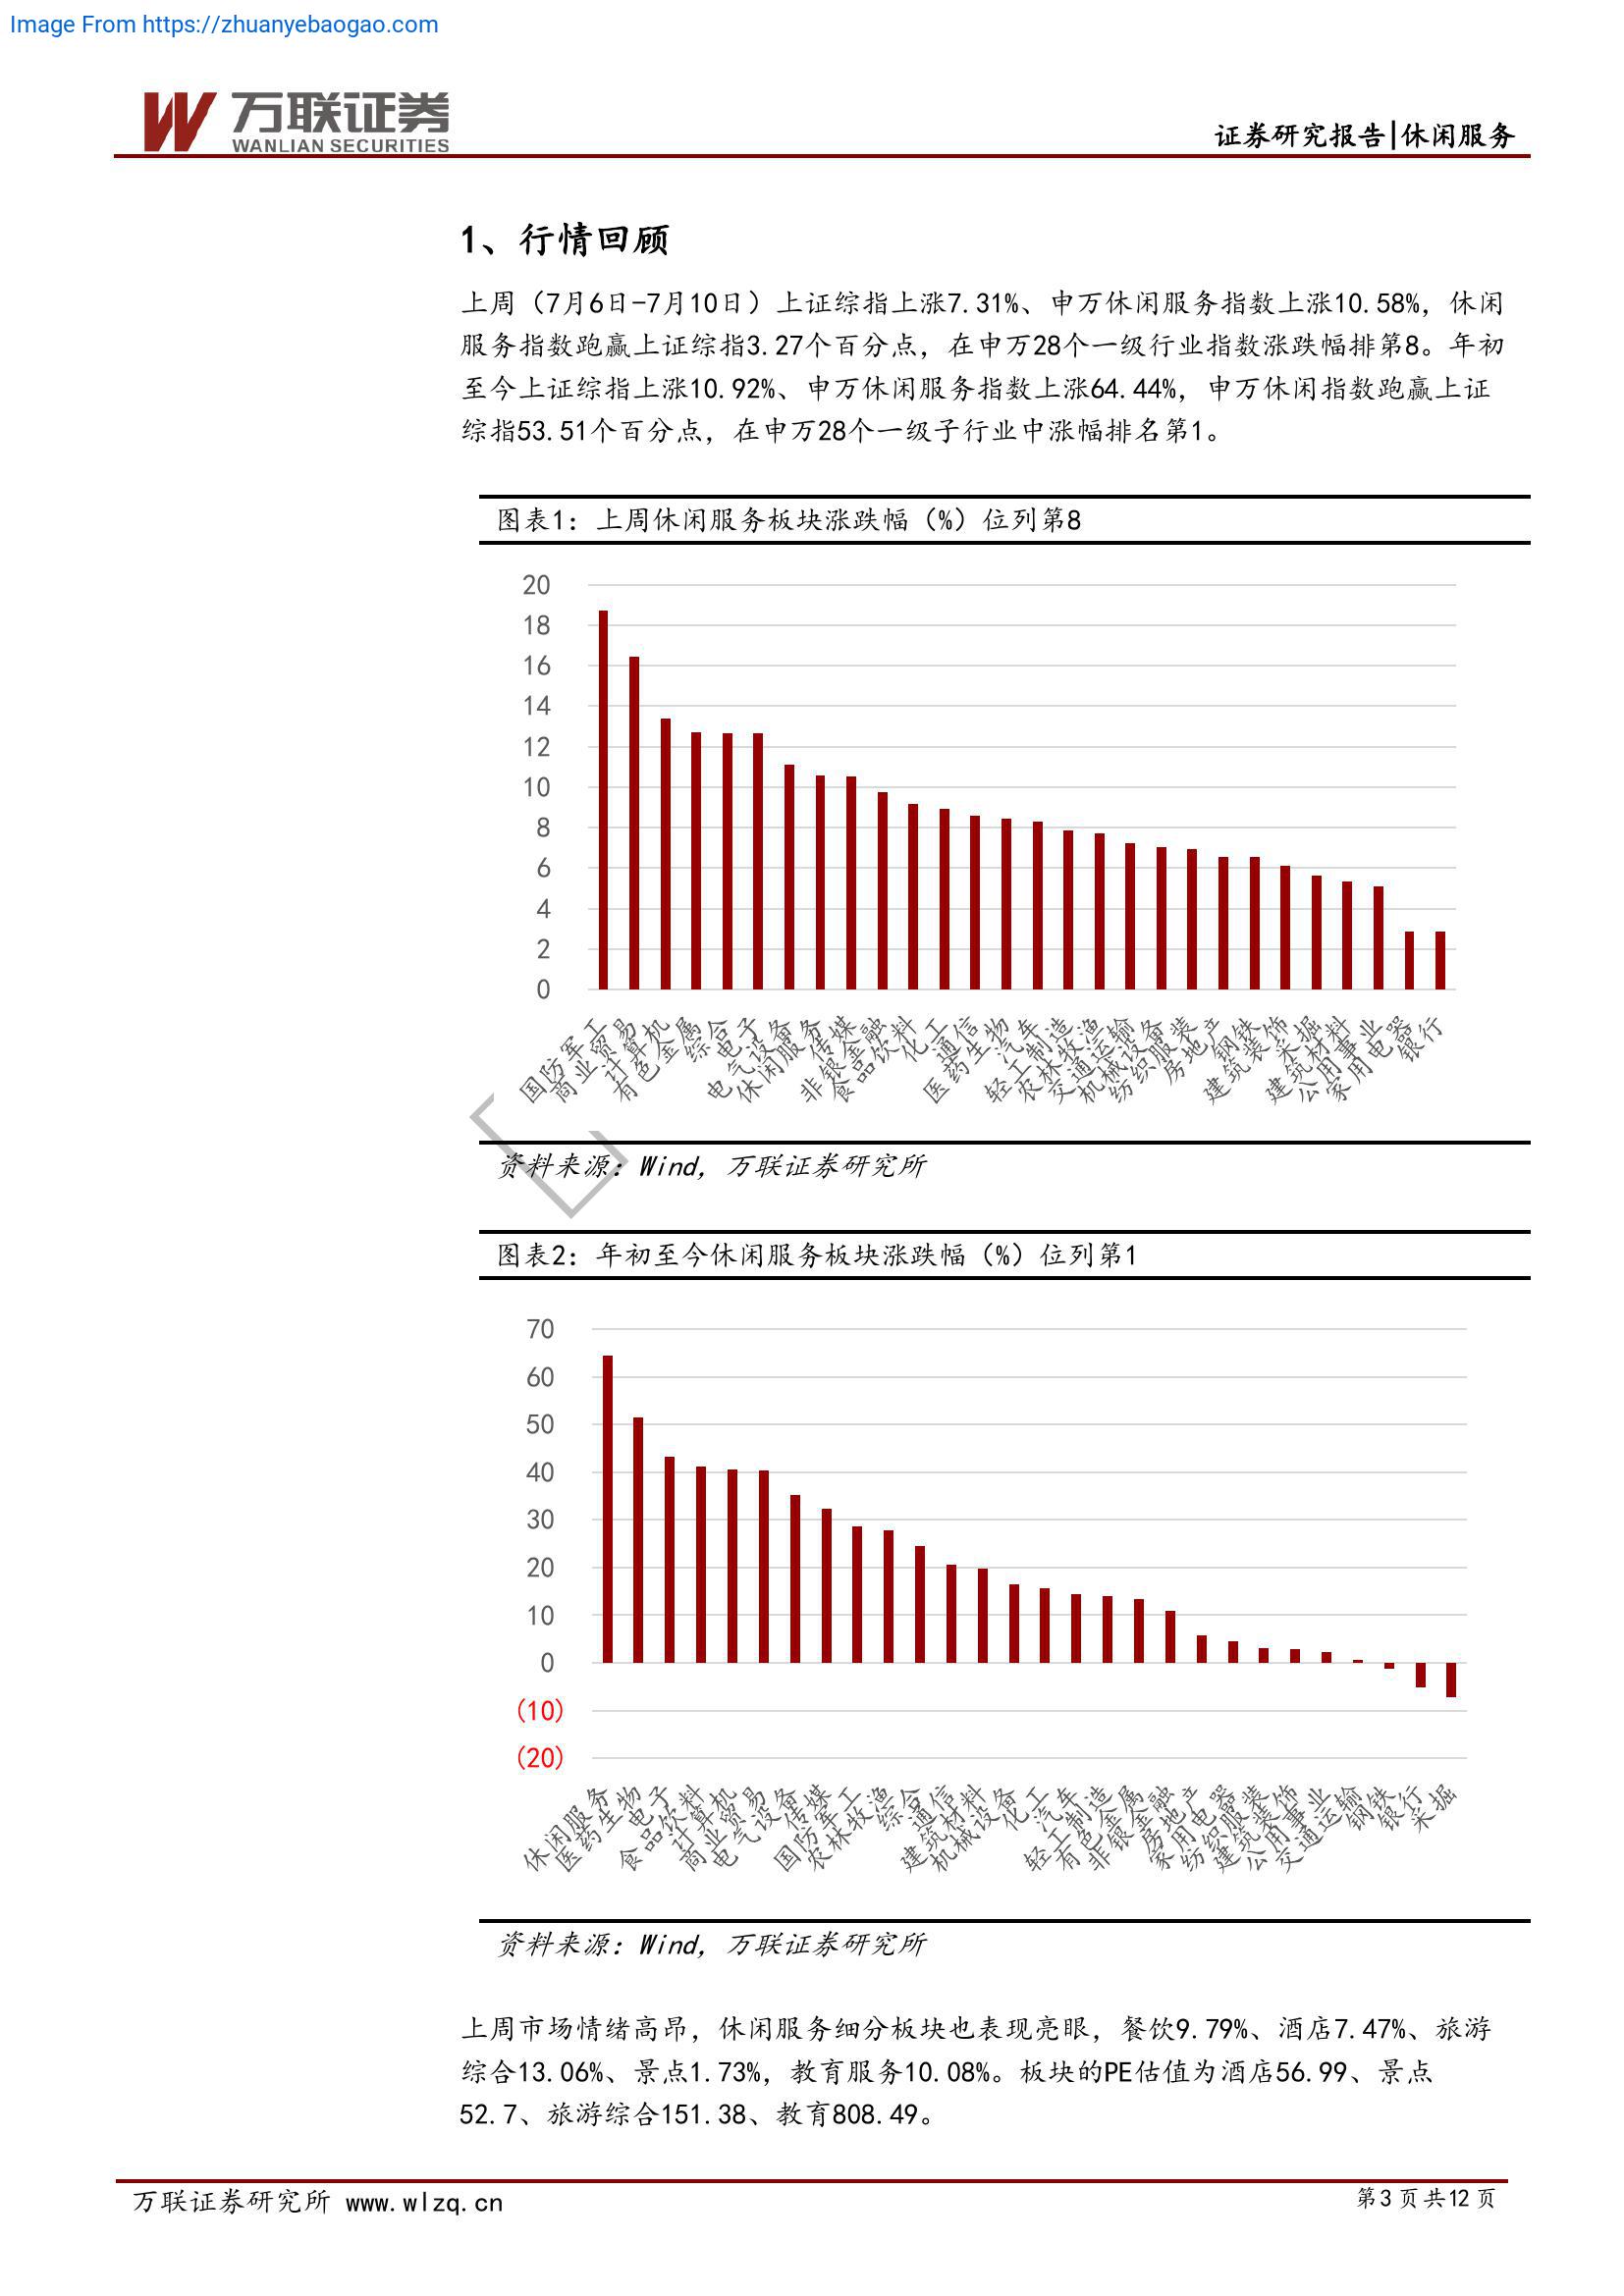 Image From https://zhuanyebaogao.com
万联证券
WANLIAN SECURITIES
证券研究报告|休闲服务
1、行情回顾
上周（7月6日-7月10日）上证综指上涨7.31%、申万休闲服务指数上涨10.58%，休闲
服务指数跑赢上证综指3.27个百分点，在申万28个一级行业指数涨跌幅排第8。年初
至今上证综指上涨10.92%、申万休闲服务指数上涨64.44%，申万休闲指数跑赢上证
综指53.51个百分点，在申万28个一级子行业中涨幅排名第1。
图表1：上周休闲服务板块涨跌幅（%）位列第8
20
18
16
14
12
10
8
6
4
2
0
国防军工
商业贸易
计算机
有色金属
综合
电子
电气设备
休闲服务
传媒
非银金融
食品饮料
化工
通信
医药生物
汽车
轻工制造
农林牧渔
交通运输
机械设备
纺织服装
房地产
钢铁
建筑装饰
采掘
建筑材料
公用事业
家用电器
银行
资料来源：Wind，万联证券研究所
图表2：年初至今休闲服务板块涨跌幅（%）位列第1
70
60
50
40
30
20
10
0
(10)
(20)
休闲服务
医药生物
电子
食品饮料
计算机
商业贸易
电气设备
传媒
国防军工
农林牧渔
综合
通信
建筑材料
机械设备
化工
汽车
轻工制造
有色金属
非银金融
房地产
家用电器
纺织服装
建筑装饰
公用事业
交通运输
钢铁
银行
采掘
资料来源：Wind，万联证券研究所
上周市场情绪高昂，休闲服务细分板块也表现亮眼，餐饮9.79%、酒店7.47%、旅游
综合13.06%、景点1.73%，教育服务10.08%。板块的PE估值为酒店56.99、景点
52.7、旅游综合151.38、教育808.49。
万联证券研究所 www.wlzq.cn
第3页共12页